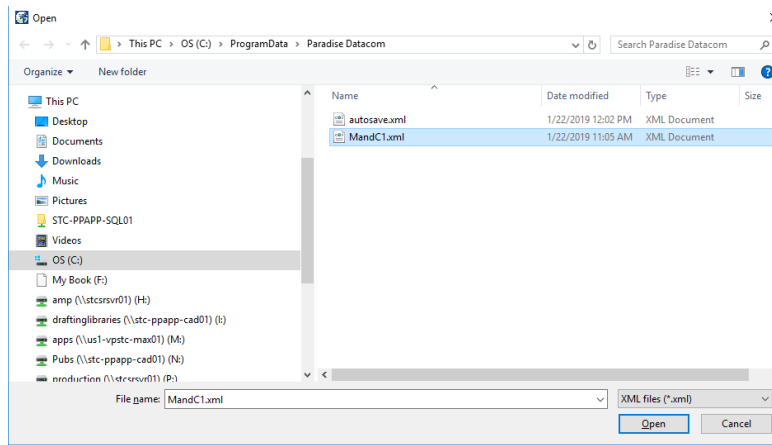 Open
This PC > OS (C:) > ProgramData > Paradise Datacom
Search Paradise Datacom
Organize
New folder
This PC
Desktop
Documents
Downloads
Music
Pictures
STC-PPAPP-SQL01
Videos
OS (C:)
My Book (F:)
amp (\\stcsrsvr01) (H:)
draftinglibraries (\\stc-ppapp-cad01) (I:)
apps (\\us1-vpstc-max01) (M:)
Pubs (\\stc-ppapp-cad01) (N:)
production (\\stcsrsvr01) (P:)
Name Date modified Type Size
autosave.xml 1/22/2019 12:02 PM XML Document
MandC1.xml 1/22/2019 11:05 AM XML Document
File name: MandC1.xml XML files (*.xml)
Open Cancel